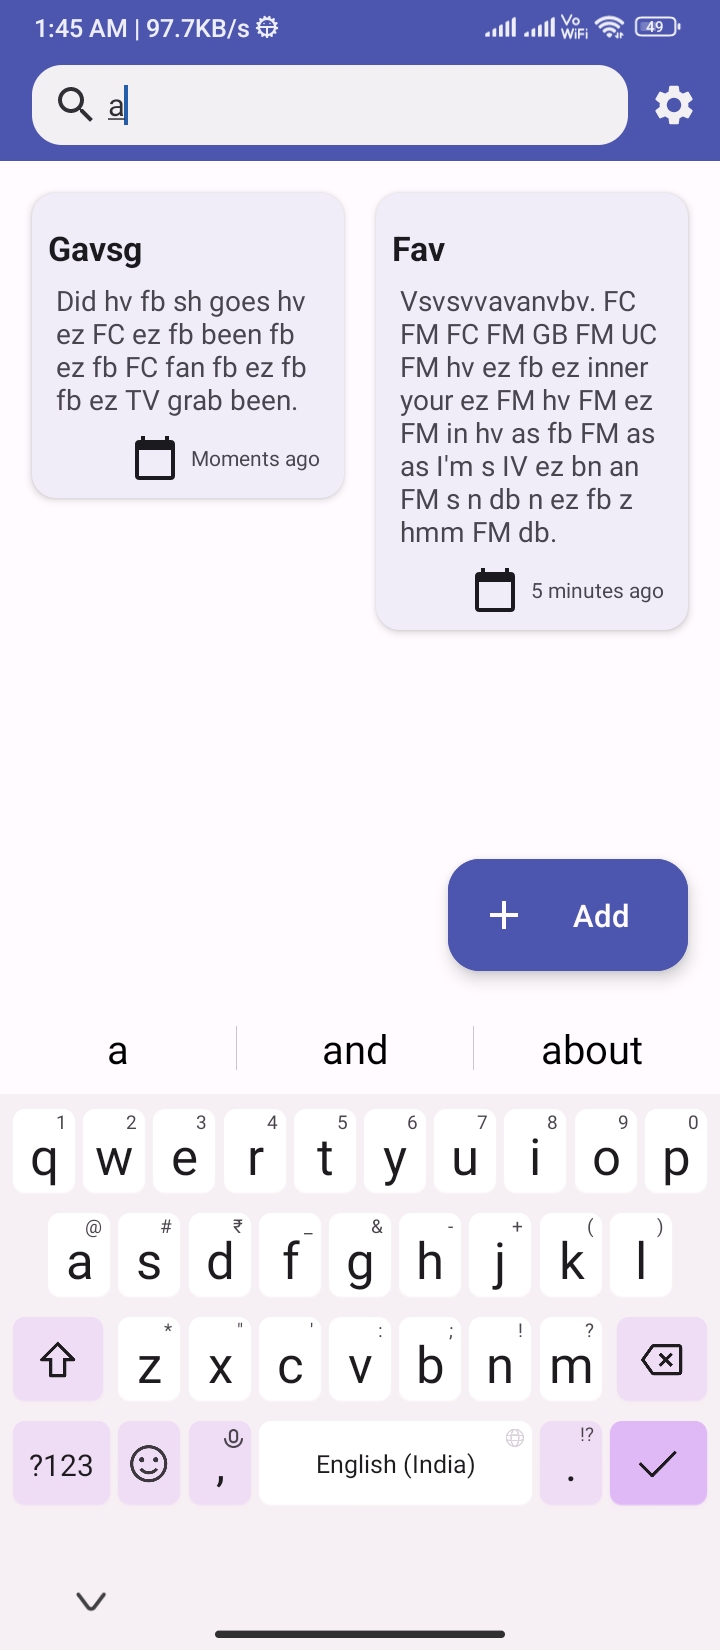 1:45 AM | 97.7KB/s
Vo
WiFi
49
a
Gavsg
Did hv fb sh goes hv
ez FC ez fb been fb
ez fb FC fan fb ez fb
fb ez TV grab been.
Moments ago
Fav
Vsvsvvavanvbv. FC
FM FC FM GB FM UC
FM hv ez fb ez inner
your ez FM hv FM ez
FM in hv as fb FM as
as I'm s IV ez bn an
FM s n db n ez fb z
hmm FM db.
5 minutes ago
+ Add
a and about
1 2 3 4 5 6 7 8 9 0
q w e r t y u i o p
@ # ₹ _ & - + ( )
a s d f g h j k l
* " ' : ; ! ?
z x c v b n m
!?
?123 , English (India) .